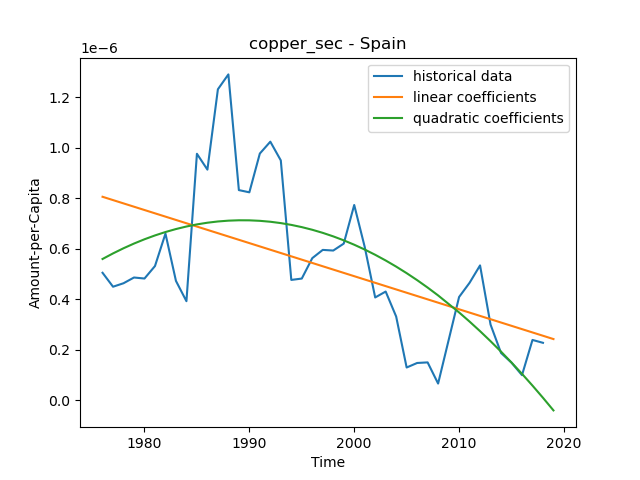 copper_sec - Spain
1e−6
historical data
linear coefficients
quadratic coefficients
1.2
1.0
0.8
0.6
0.4
0.2
0.0
Amount-per-Capita
1980
1990
2000
2010
2020
Time